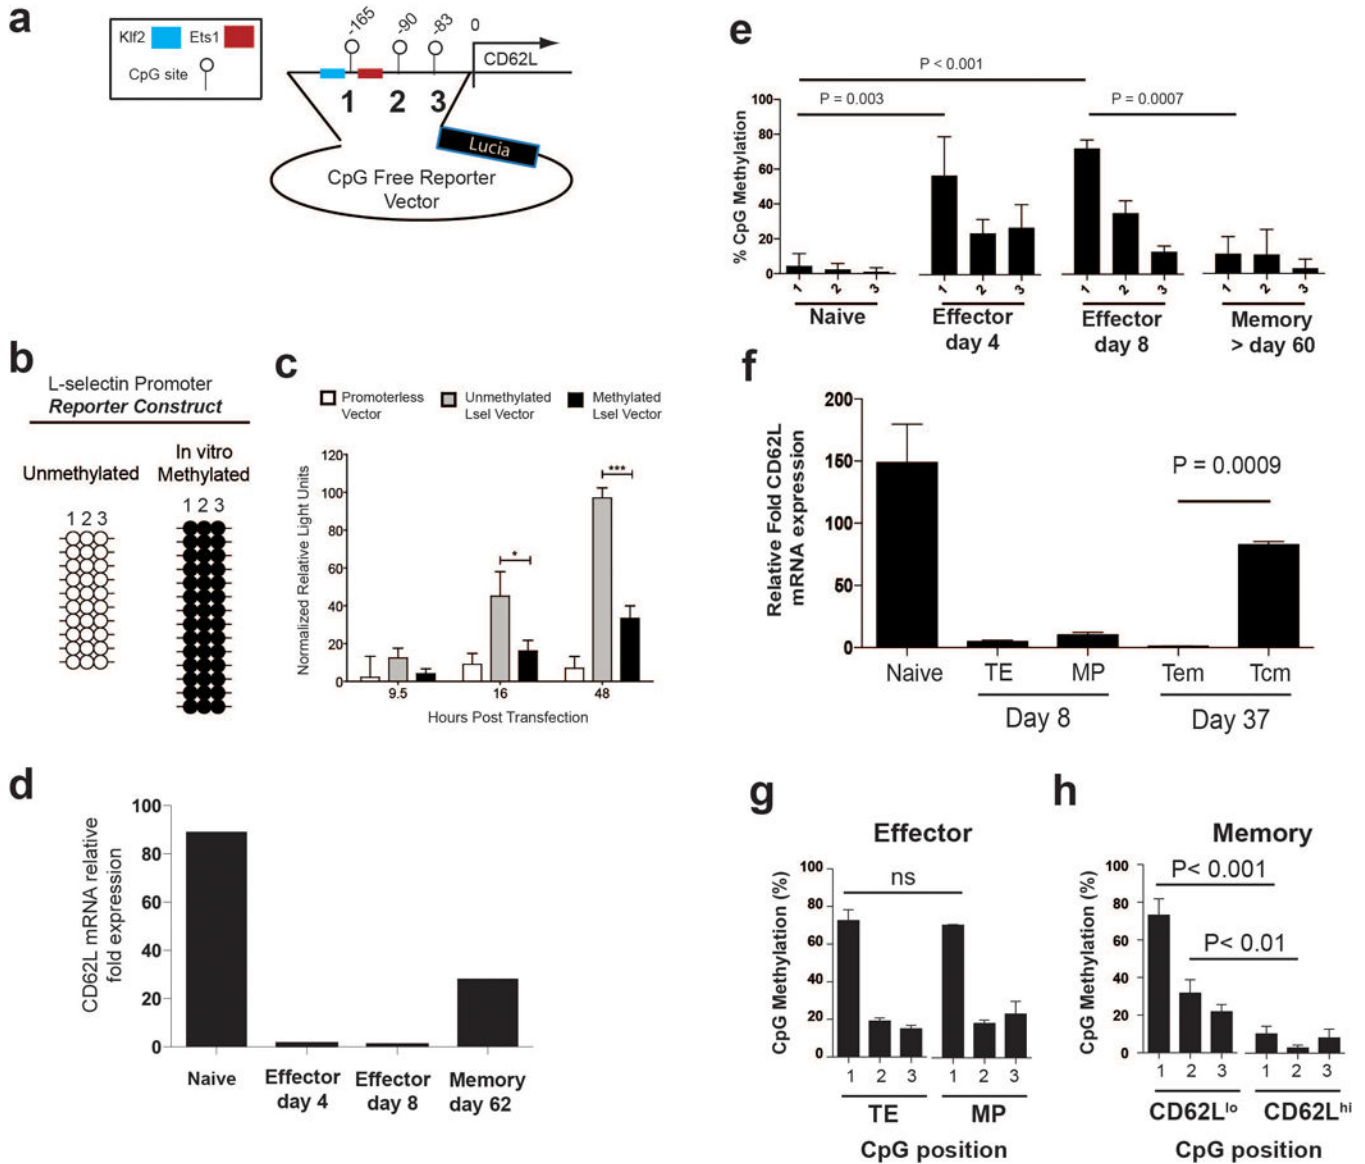 a
Klf2
Ets1
CpG site
-165
-90
-83
0
CD62L
1 2 3
Lucia
CpG Free Reporter
Vector
b
L-selectin Promoter
Reporter Construct
Unmethylated
In vitro
Methylated
1 2 3
1 2 3
c
Promoterless
Vector
Unmethylated
Lsel Vector
Methylated
Lsel Vector
Normalized Relative Light Units
120
100
80
60
40
20
0
*
***
9.5 16 48
Hours Post Transfection
d
CD62L mRNA relative
fold expression
100
80
60
40
20
0
Naive
Effector
day 4
Effector
day 8
Memory
day 62
e
P < 0.001
P = 0.003
P = 0.0007
% CpG Methylation
100
80
60
40
20
0
1 2 3 1 2 3 1 2 3 1 2 3
Naive
Effector
day 4
Effector
day 8
Memory
> day 60
f
Relative Fold CD62L
mRNA expression
200
150
100
50
0
P = 0.0009
Naive TE MP Tem Tcm
Day 8 Day 37
g
Effector
ns
CpG Methylation (%)
100
80
60
40
20
0
1 2 3 1 2 3
TE MP
CpG position
h
Memory
P< 0.001
P< 0.01
CpG Methylation (%)
100
80
60
40
20
0
1 2 3 1 2 3
CD62Llo CD62Lhi
CpG position